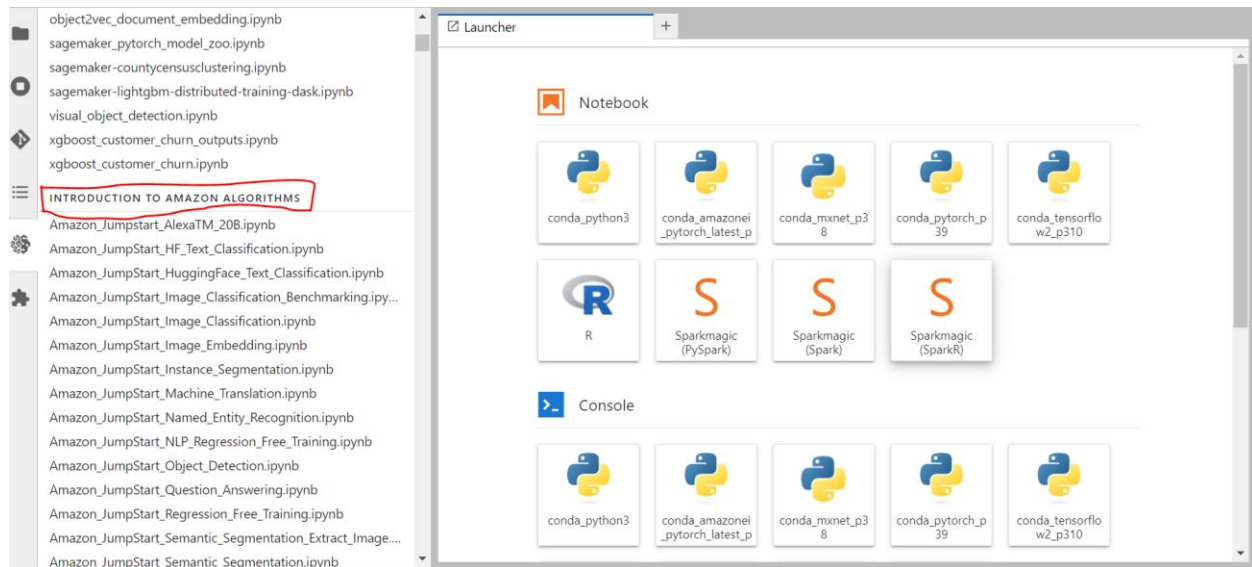 object2vec_document_embedding.ipynb
sagemaker_pytorch_model_zoo.ipynb
sagemaker-countycensusclustering.ipynb
sagemaker-lightgbm-distributed-training-dask.ipynb
visual_object_detection.ipynb
xgboost_customer_churn_outputs.ipynb
xgboost_customer_churn.ipynb
INTRODUCTION TO AMAZON ALGORITHMS
Amazon_Jumpstart_AlexaTM_20B.ipynb
Amazon_JumpStart_HF_Text_Classification.ipynb
Amazon_JumpStart_HuggingFace_Text_Classification.ipynb
Amazon_JumpStart_Image_Classification_Benchmarking.ipy...
Amazon_JumpStart_Image_Classification.ipynb
Amazon_JumpStart_Image_Embedding.ipynb
Amazon_JumpStart_Instance_Segmentation.ipynb
Amazon_JumpStart_Machine_Translation.ipynb
Amazon_JumpStart_Named_Entity_Recognition.ipynb
Amazon_JumpStart_NLP_Regression_Free_Training.ipynb
Amazon_JumpStart_Object_Detection.ipynb
Amazon_JumpStart_Question_Answering.ipynb
Amazon_JumpStart_Regression_Free_Training.ipynb
Amazon_JumpStart_Semantic_Segmentation_Extract_Image....
Amazon_JumpStart_Semantic_Segmentation.ipynb
Launcher
+
Notebook
conda_python3
conda_amazonei
_pytorch_latest_p
conda_mxnet_p3
8
conda_pytorch_p
39
conda_tensorflo
w2_p310
R
R
S
Sparkmagic
(PySpark)
S
Sparkmagic
(Spark)
S
Sparkmagic
(SparkR)
Console
conda_python3
conda_amazonei
_pytorch_latest_p
conda_mxnet_p3
8
conda_pytorch_p
39
conda_tensorflo
w2_p310